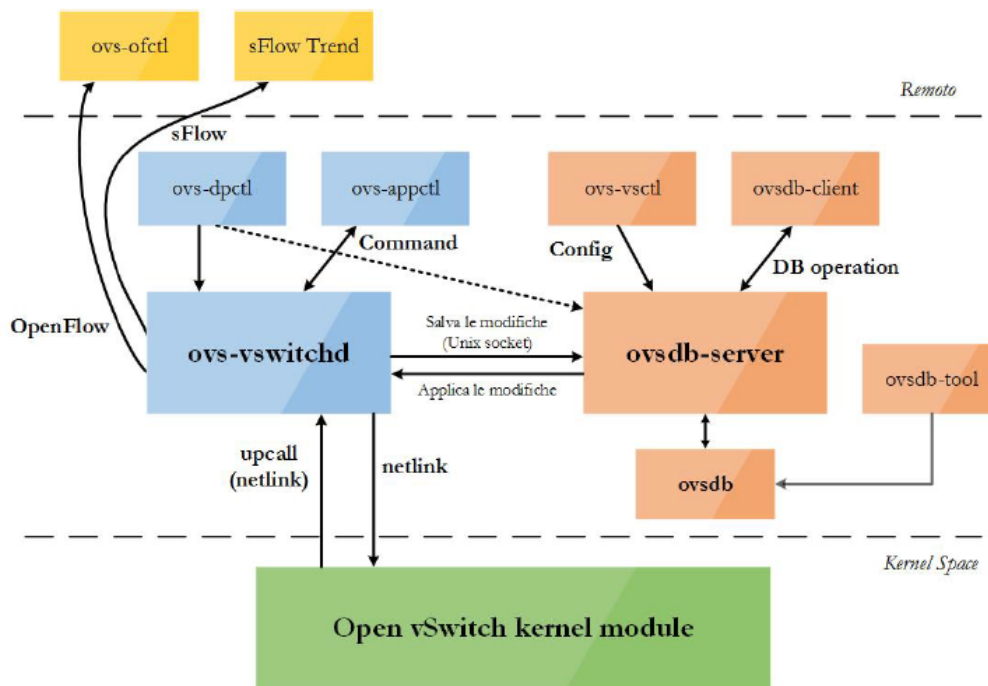 ovs-ofctl
sFlow Trend
Remoto
sFlow
ovs-dpctl
ovs-appctl
ovs-vsctl
ovsdb-client
Command
Config
DB operation
OpenFlow
ovs-vswitchd
Salva le modifiche
(Unix socket)
Applica le modifiche
ovsdb-server
ovsdb-tool
upcall
(netlink)
netlink
ovsdb
Kernel Space
Open vSwitch kernel module